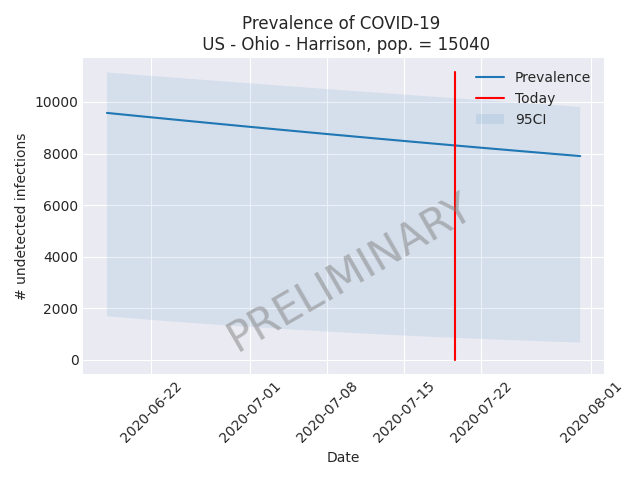 Prevalence of COVID-19
US - Ohio - Harrison, pop. = 15040
Prevalence
Today
95CI
10000
8000
6000
4000
2000
0
# undetected infections
PRELIMINARY
2020-06-22
2020-07-01
2020-07-08
2020-07-15
2020-07-22
2020-08-01
Date